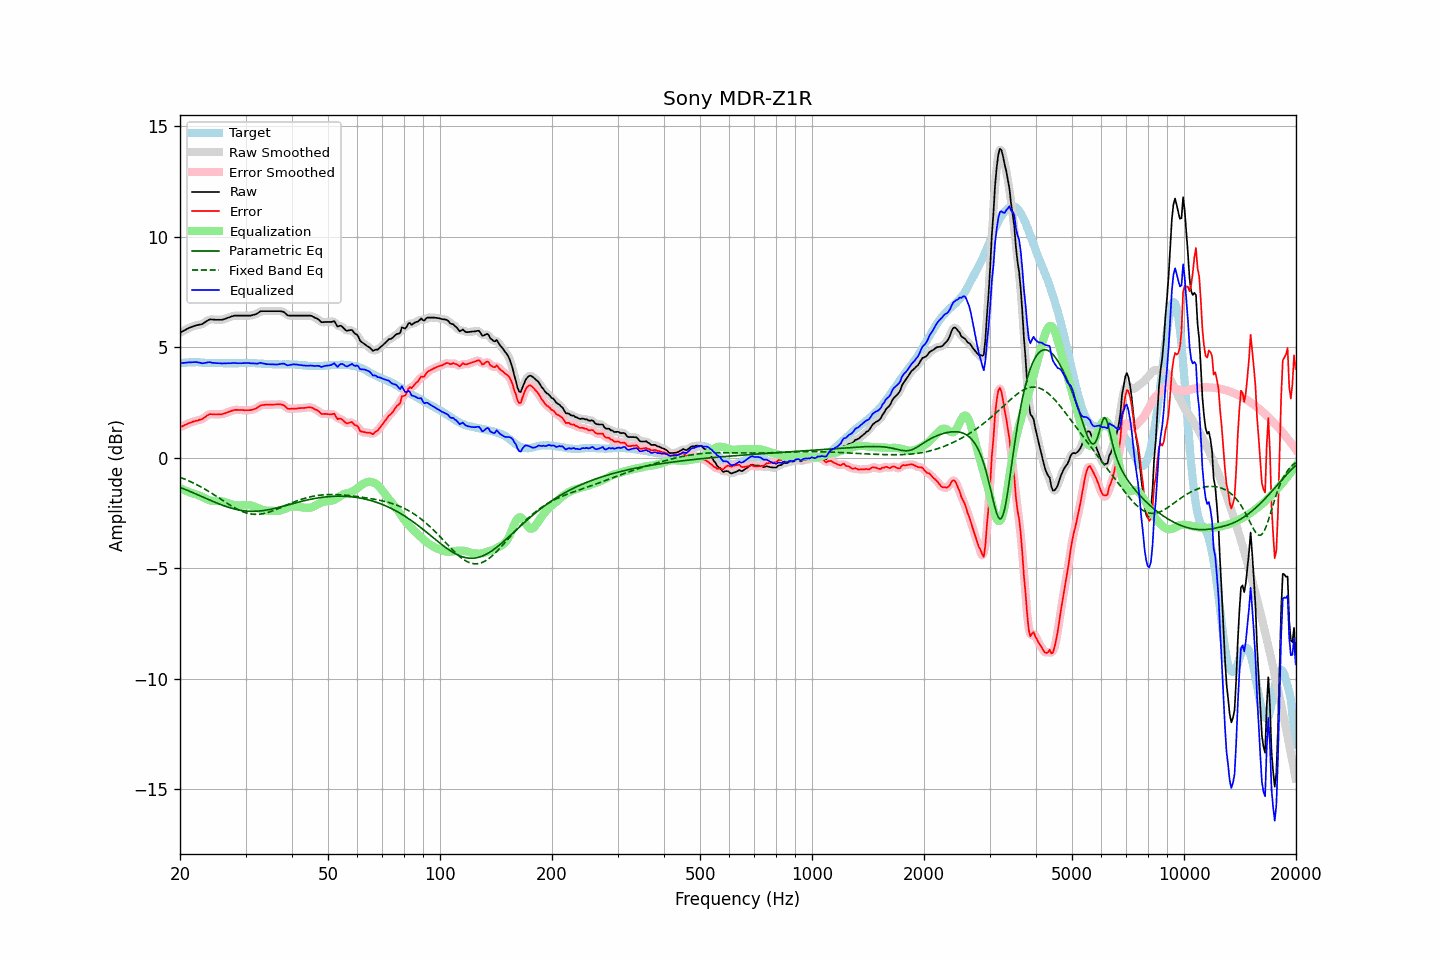 Sony MDR-Z1R
Target
Raw Smoothed
Error Smoothed
Raw
Error
Equalization
Parametric Eq
Fixed Band Eq
Equalized
15
10
5
0
−5
−10
−15
Amplitude (dBr)
20
50
100
200
500
1000
2000
5000
10000
20000
Frequency (Hz)